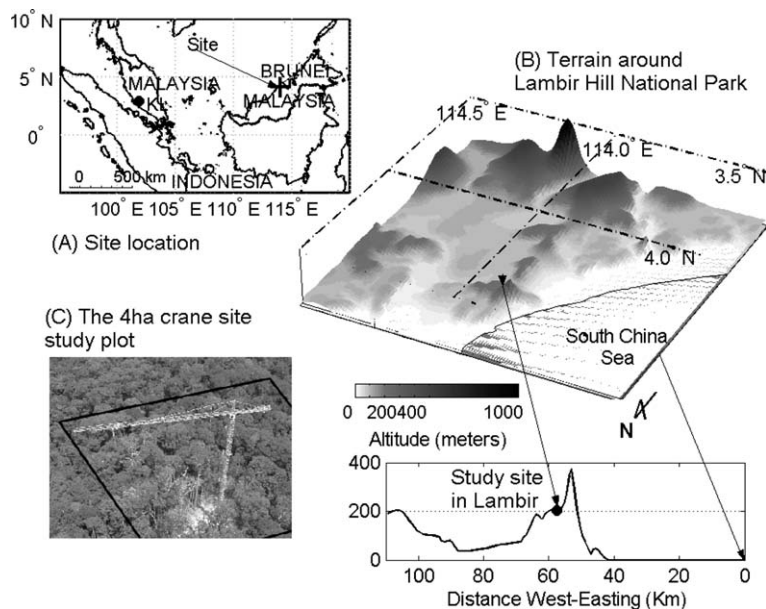 10° N
5° N
0°
Site
MALAYSIA
KL
BRUNEI
MALAYSIA
INDONESIA
0 500 km
100° E 105° E 110° E 115° E
(A) Site location
(B) Terrain around
Lambir Hill National Park
114.5° E
114.0° E
3.5° N
4.0° N
South China
Sea
N
(C) The 4ha crane site
study plot
0 200 400 1000
Altitude (meters)
400
200
0
Study site
in Lambir
100 80 60 40 20 0
Distance West-Easting (Km)